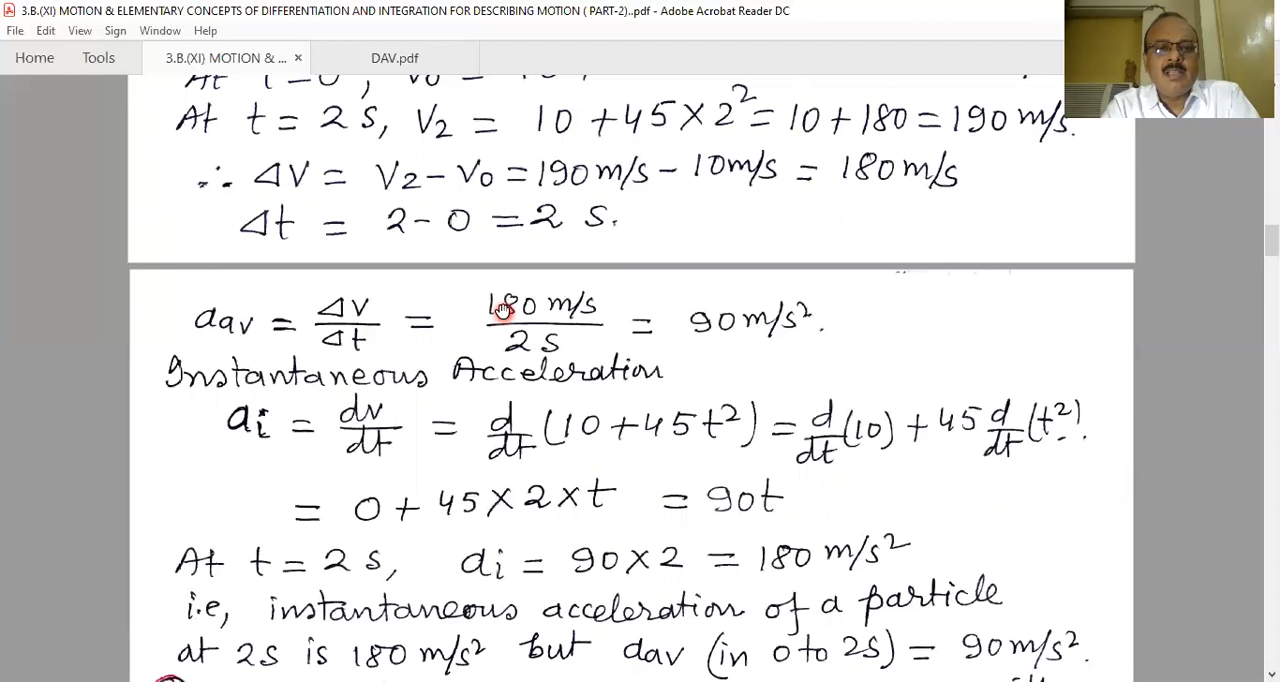 3.B.(XI) MOTION & ELEMENTARY CONCEPTS OF DIFFERENTIATION AND INTEGRATION FOR DESCRIBING MOTION ( PART-2)..pdf - Adobe Acrobat Reader DC
File Edit View Sign Window Help
Home Tools 3.B.(XI) MOTION & ... × DAV.pdf
At t = 2 s, V2 = 10 + 45 × 2² = 10 + 180 = 190 m/s.
∴ ΔV = V2 - V0 = 190 m/s - 10 m/s = 180 m/s
Δt = 2 - 0 = 2 s.
aav = ΔV/Δt = 180 m/s / 2 s = 90 m/s².
Instantaneous Acceleration
ai = dv/dt = d/dt (10 + 45t²) = d/dt (10) + 45 d/dt (t²).
= 0 + 45 × 2 × t = 90t
At t = 2 s, ai = 90 × 2 = 180 m/s²
i.e, instantaneous acceleration of a particle
at 2s is 180 m/s² but aav (in 0 to 2s) = 90 m/s².